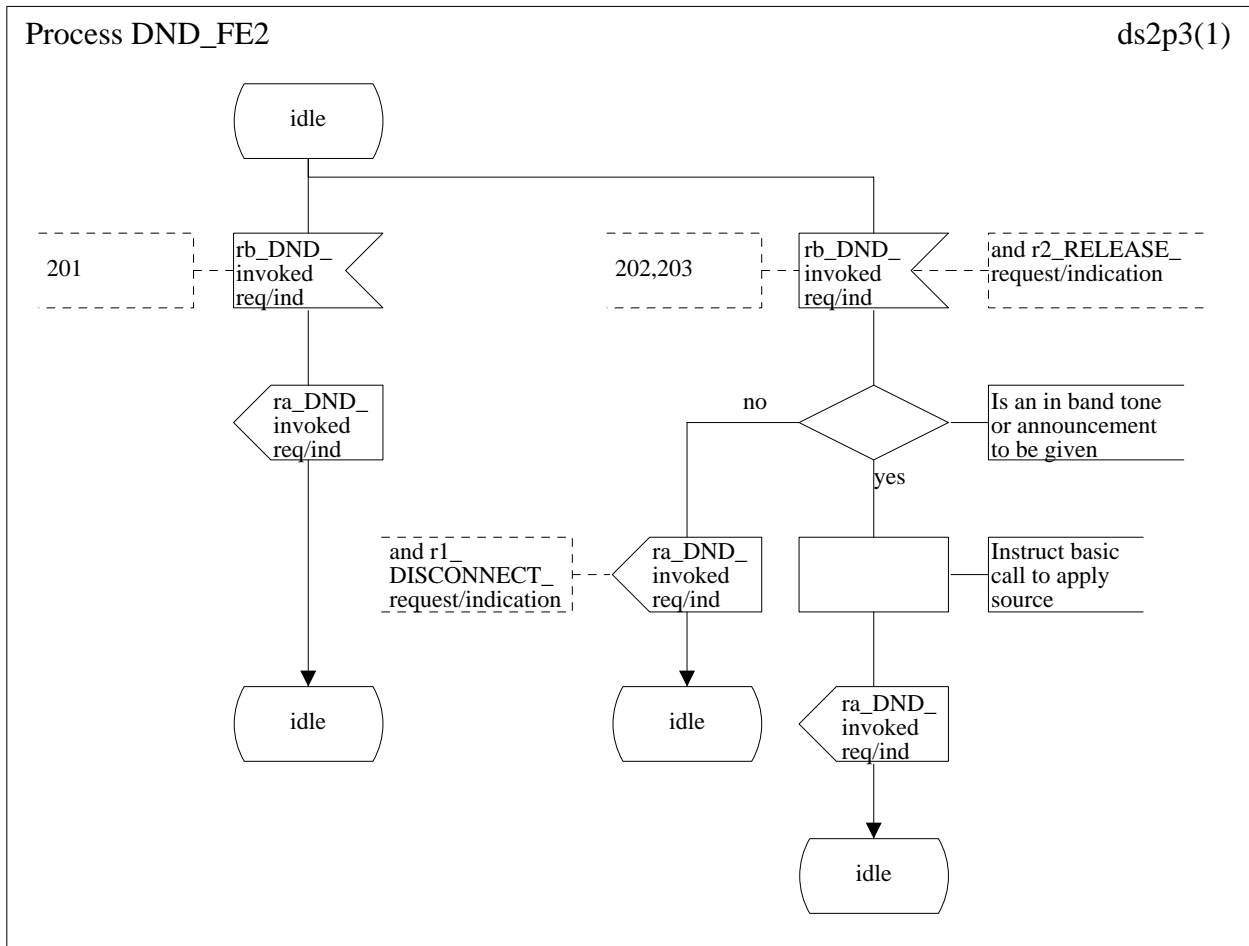 Process DND_FE2
ds2p3(1)
idle
201
rb_DND_
invoked
req/ind
202,203
rb_DND_
invoked
req/ind
and r2_RELEASE_
request/indication
ra_DND_
invoked
req/ind
no
yes
Is an in band tone
or announcement
to be given
and r1_
DISCONNECT_
request/indication
ra_DND_
invoked
req/ind
Instruct basic
call to apply
source
idle
idle
ra_DND_
invoked
req/ind
idle